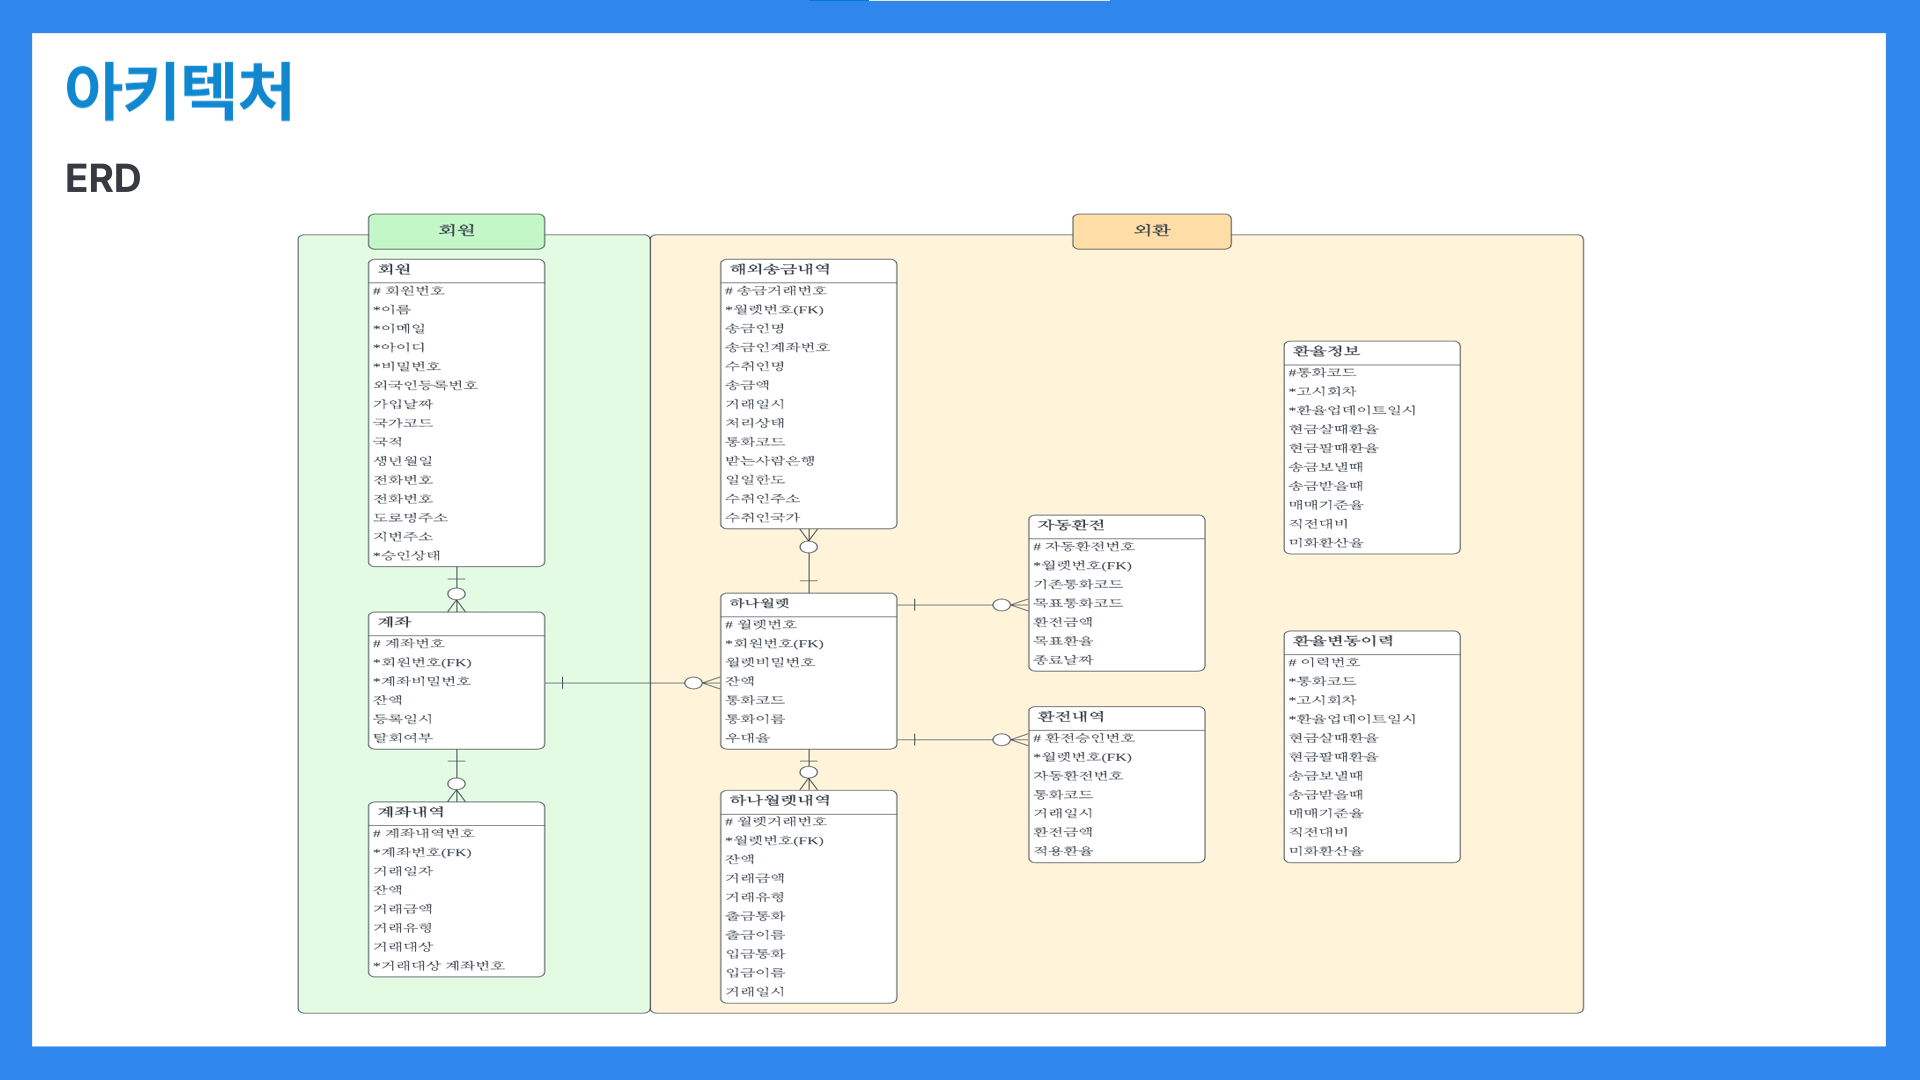 아키텍처
ERD
회원
회원
# 회원번호
*이름
*이메일
*아이디
*비밀번호
외국인등록번호
가입날짜
국가코드
국적
생년월일
전화번호
전화번호
도로명주소
지번주소
*승인상태
계좌
# 계좌번호
*회원번호(FK)
*계좌비밀번호
잔액
등록일시
탈회여부
계좌내역
# 계좌내역번호
*계좌번호(FK)
거래일자
잔액
거래금액
거래유형
거래대상
*거래대상 계좌번호
외환
해외송금내역
# 송금거래번호
*월렛번호(FK)
송금인명
송금인계좌번호
수취인명
송금액
거래일시
처리상태
통화코드
받는사람은행
일일한도
수취인주소
수취인국가
하나월렛
# 월렛번호
*회원번호(FK)
월렛비밀번호
잔액
통화코드
통화이름
우대율
하나월렛내역
# 월렛거래번호
*월렛번호(FK)
잔액
거래금액
거래유형
출금통화
출금이름
입금통화
입금이름
거래일시
자동환전
# 자동환전번호
*월렛번호(FK)
기존통화코드
목표통화코드
환전금액
목표환율
종료날짜
환전내역
# 환전승인번호
*월렛번호(FK)
자동환전번호
통화코드
거래일시
환전금액
적용환율
환율정보
#통화코드
*고시회차
*환율업데이트일시
현금살때환율
현금팔때환율
송금보낼때
송금받을때
매매기준율
직전대비
미화환산율
환율변동이력
# 이력번호
*통화코드
*고시회차
*환율업데이트일시
현금살때환율
현금팔때환율
송금보낼때
송금받을때
매매기준율
직전대비
미화환산율